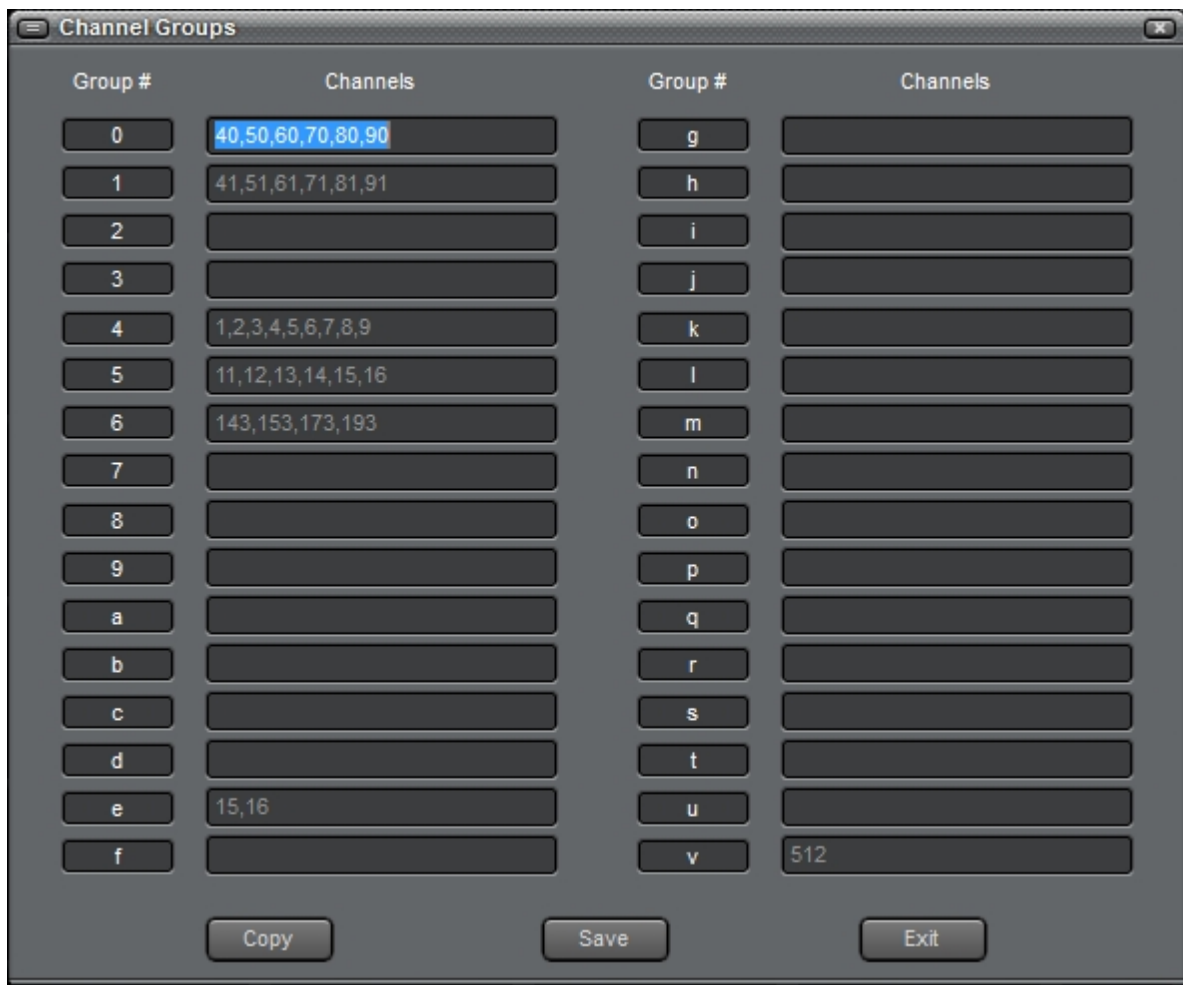 Channel Groups
Group # Channels Group # Channels
0 40,50,60,70,80,90 g
1 41,51,61,71,81,91 h
2 i
3 j
4 1,2,3,4,5,6,7,8,9 k
5 11,12,13,14,15,16 l
6 143,153,173,193 m
7 n
8 o
9 p
a q
b r
c s
d t
e 15,16 u
f v 512
Copy Save Exit